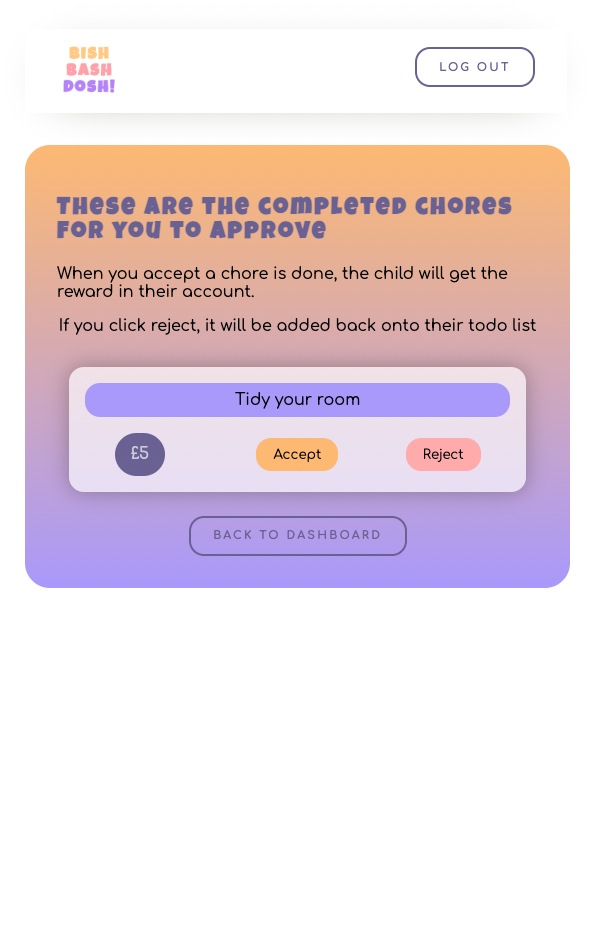 BISH
BASH
DOSH!
LOG OUT
These are the completed chores
for you to approve
When you accept a chore is done, the child will get the
reward in their account.
If you click reject, it will be added back onto their todo list
Tidy your room
£5
Accept
Reject
BACK TO DASHBOARD